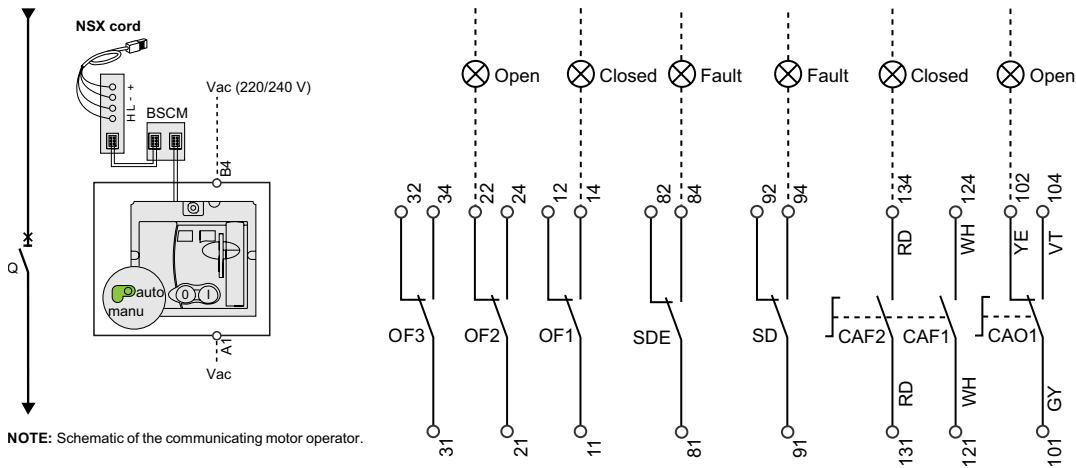 NSX cord
Vac (220/240 V)
H L - +
BSCM
B4
Q
auto
manu
0 I
A1
Vac
NOTE: Schematic of the communicating motor operator.
Open
Closed
Fault
Fault
Closed
Open
32 34
22 24
12 14
82 84
92 94
134
124
102 104
RD
WH
YE
VT
OF3
OF2
OF1
SDE
SD
CAF2
CAF1
CAO1
RD
WH
GY
31
21
11
81
91
131
121
101